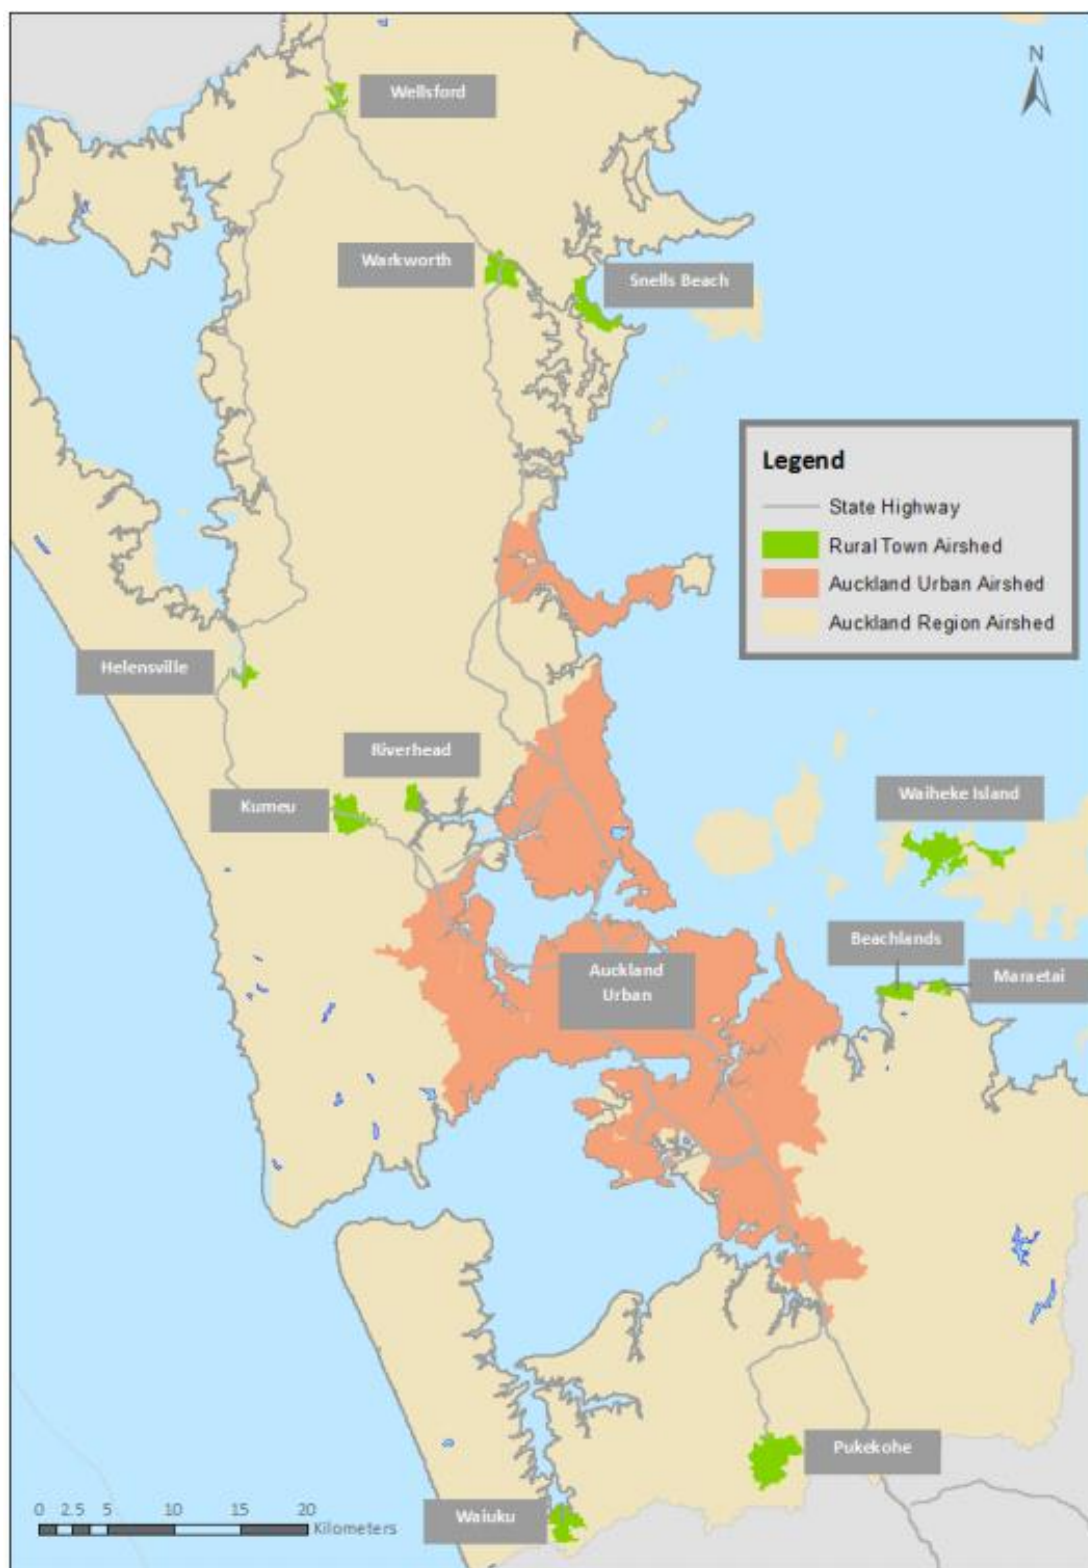 N
Wellsford
Warkworth
Snells Beach
Legend
State Highway
Rural Town Airshed
Auckland Urban Airshed
Auckland Region Airshed
Helensville
Riverhead
Kumeu
Waiheke Island
Beachlands
Maraetai
Auckland
Urban
Pukekohe
Waiuku
0 2.5 5 10 15 20
Kilometers